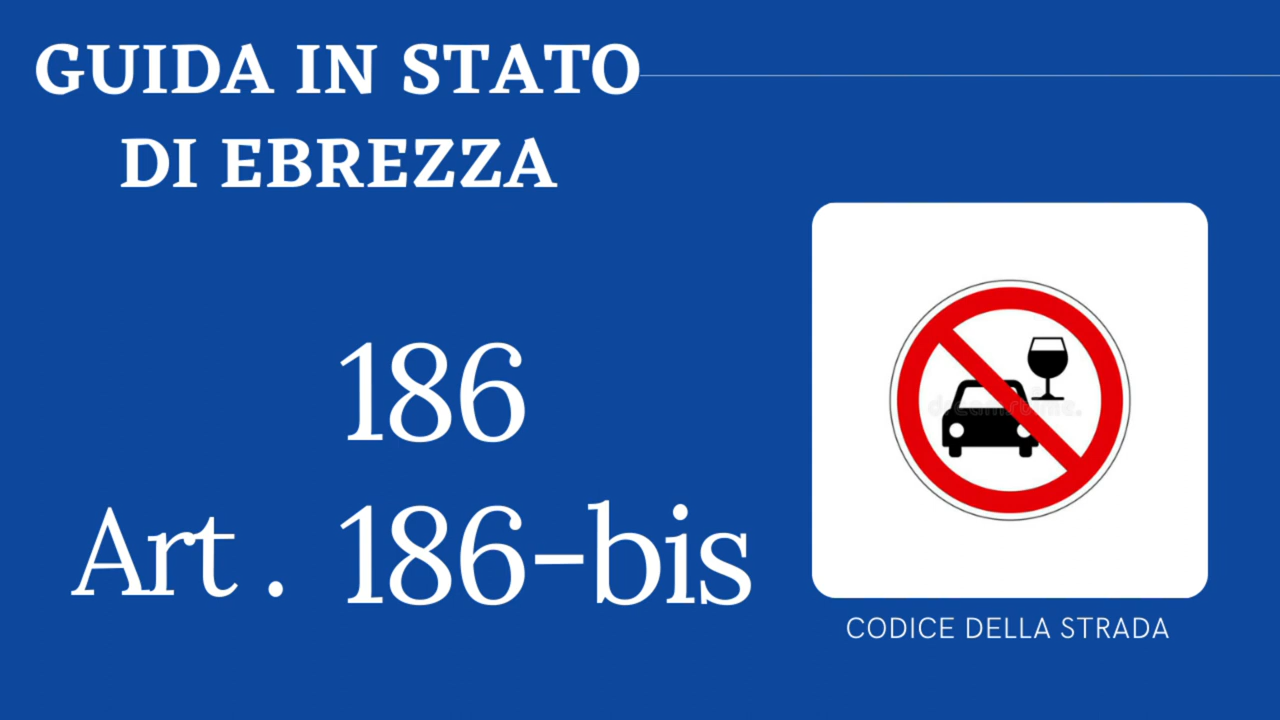 GUIDA IN STATO
DI EBREZZA
186
Art . 186-bis
CODICE DELLA STRADA